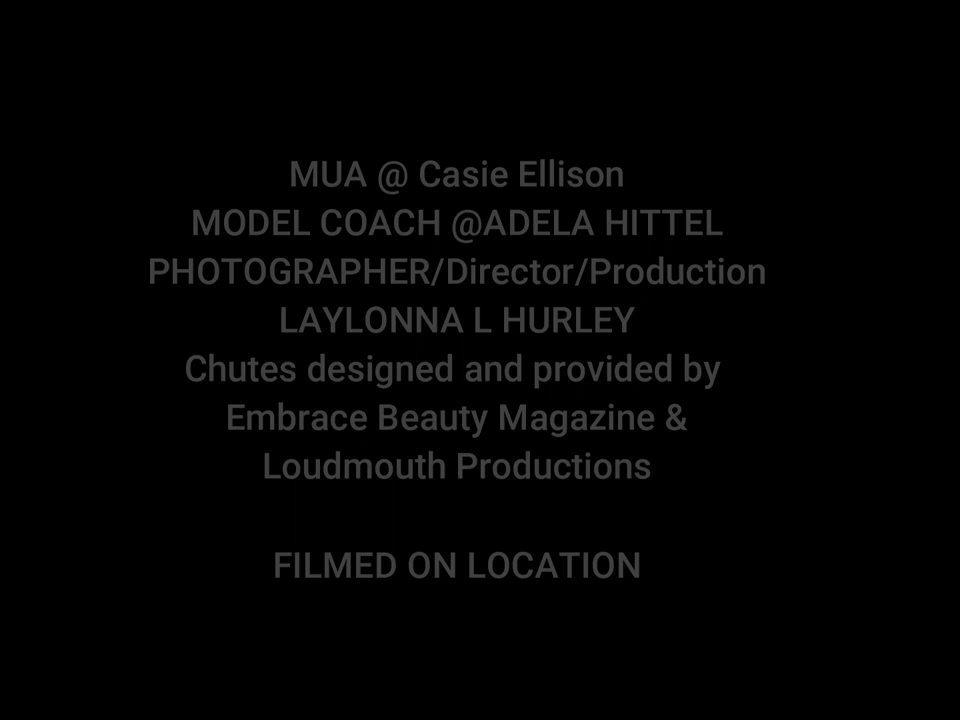 MUA @ Casie Ellison
MODEL COACH @ADELA HITTEL
PHOTOGRAPHER/Director/Production
LAYLONNA L HURLEY
Chutes designed and provided by
Embrace Beauty Magazine &
Loudmouth Productions
FILMED ON LOCATION